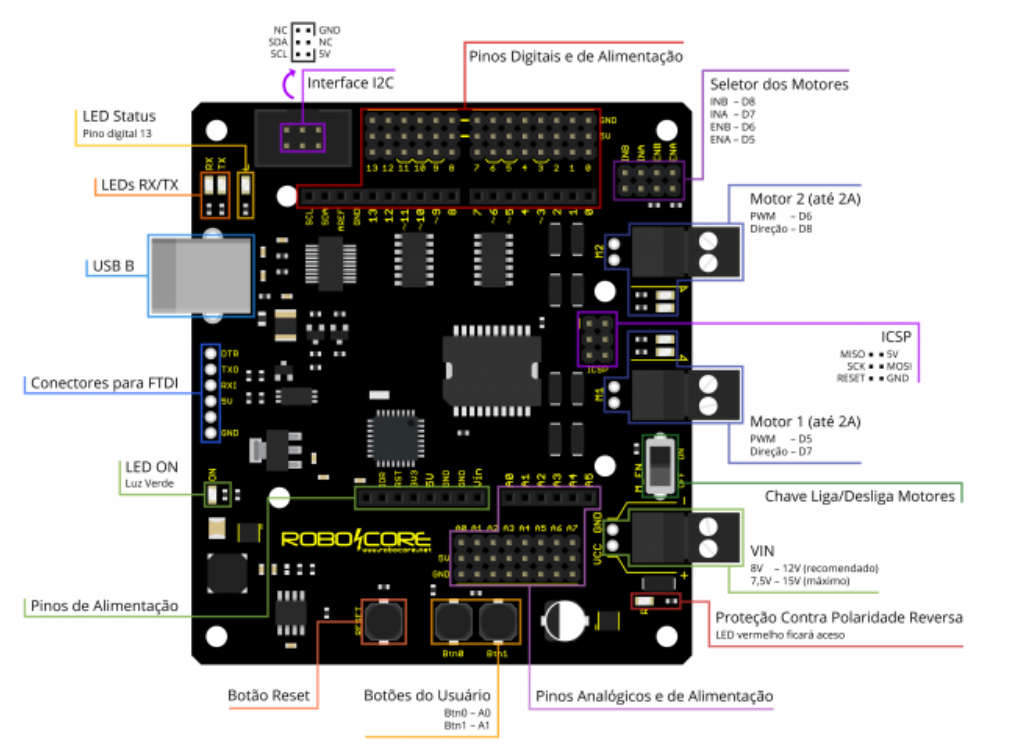 NC GND
SDA NC
SCL 5V
Interface I2C
Pinos Digitais e de Alimentação
Seletor dos Motores
INB – D8
INA – D7
ENB – D6
ENA – D5
LED Status
Pino digital 13
LEDs RX/TX
RX
TX
L
GND
5V
13 12 11 10 9 8 7 6 5 4 3 2 1 0
INB
INA
ENB
ENA
SCL
SDA
AREF
GND
13
12
~11
~10
~9
8
7
~6
~5
4
~3
2
1
0
Motor 2 (até 2A)
PWM – D6
Direção – D8
M2
USB B
ICSP
MISO 5V
SCK MOSI
RESET GND
ICSP
Conectores para FTDI
DTR
TXO
RXI
5V
GND
M1
Motor 1 (até 2A)
PWM – D5
Direção – D7
LED ON
Luz Verde
ON
M_EN
ON
OFF
Chave Liga/Desliga Motores
IOR
RST
3V3
5V
GND
GND
Vin
A0
A1
A2
A3
A4
A5
A0 A1 A2 A3 A4 A5 A6 A7
5V
GND
ROBOCORE
www.robocore.net
VCC GND
-
+
VIN
8V – 12V (recomendado)
7,5V – 15V (máximo)
Pinos de Alimentação
RESET
Btn0
Btn1
Proteção Contra Polaridade Reversa
LED vermelho ficará aceso
Botão Reset
Botões do Usuário
Btn0 – A0
Btn1 – A1
Pinos Analógicos e de Alimentação